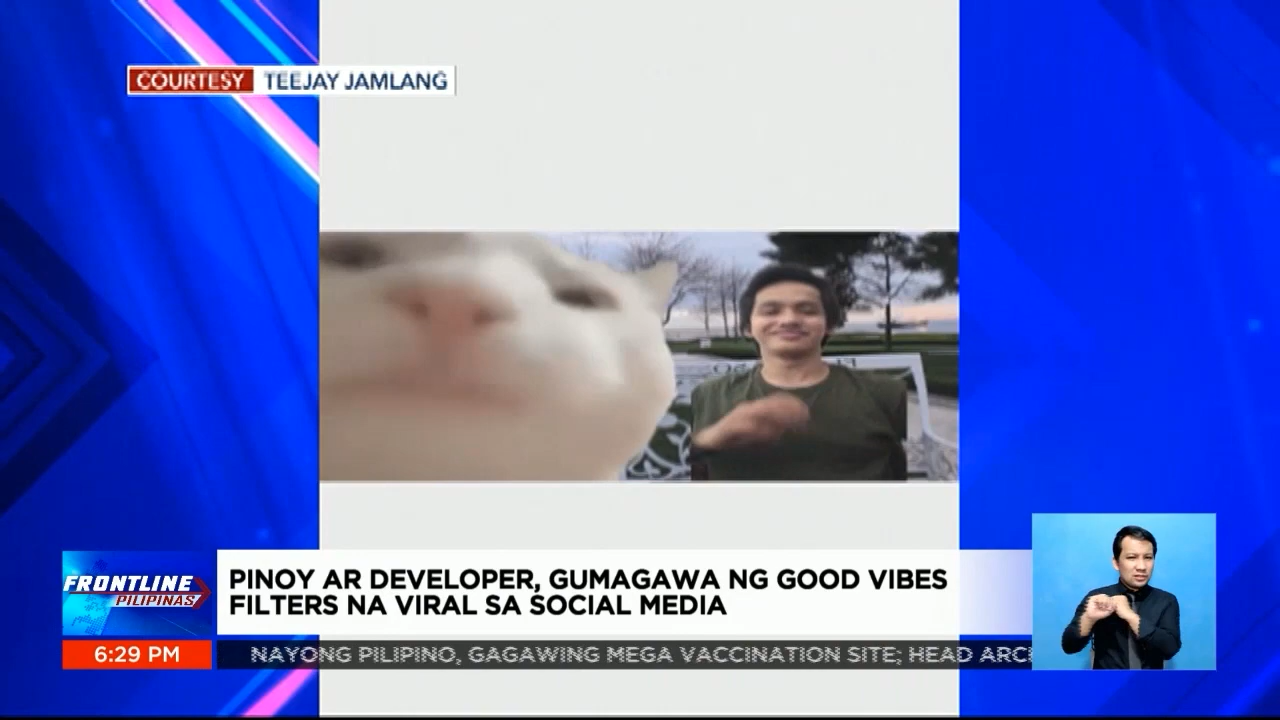 COURTESY TEEJAY JAMLANG
FRONTLINE
PILIPINAS
PINOY AR DEVELOPER, GUMAGAWA NG GOOD VIBES
FILTERS NA VIRAL SA SOCIAL MEDIA
6:29 PM
NAYONG PILIPINO, GAGAWING MEGA VACCINATION SITE; HEAD